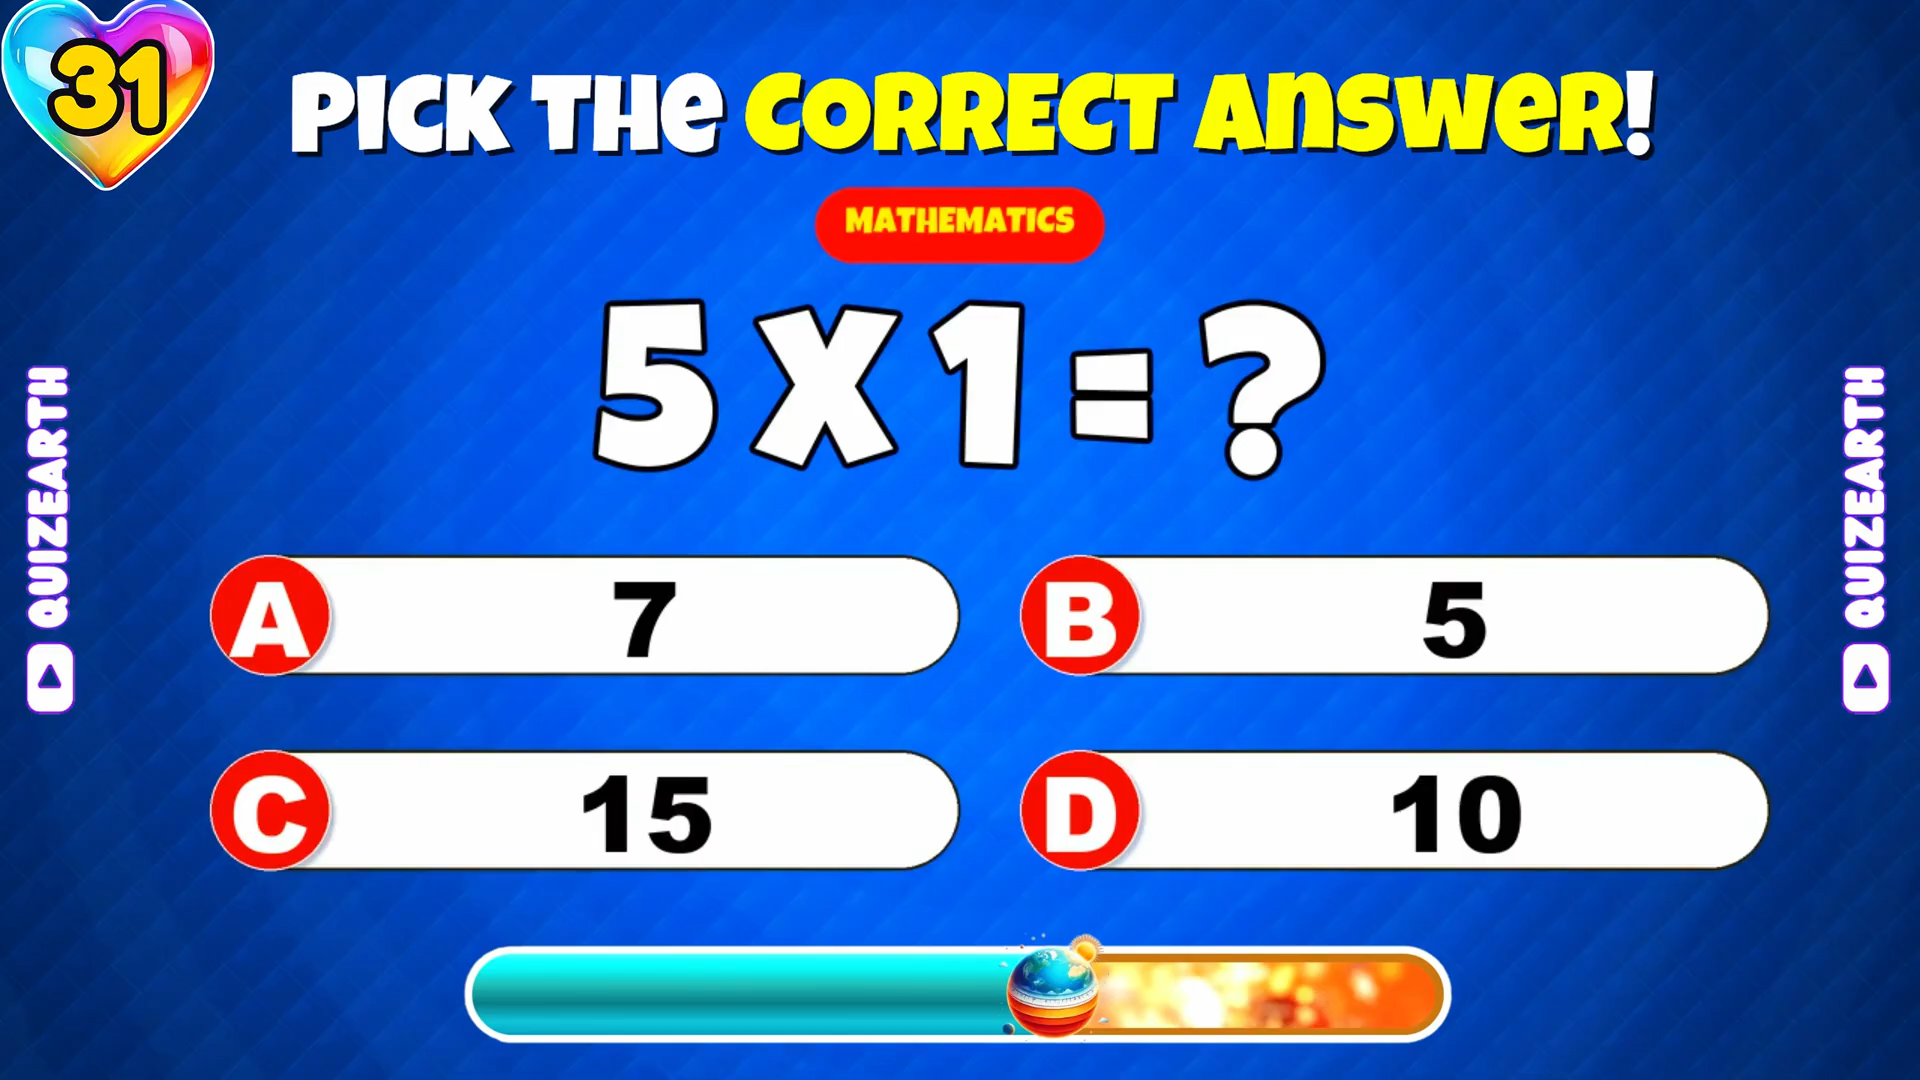 31
PICK THE CORRECT ANSWER!
MATHEMATICS
5 X 1 = ?
A 7
B 5
C 15
D 10
QUIZEARTH
QUIZEARTH